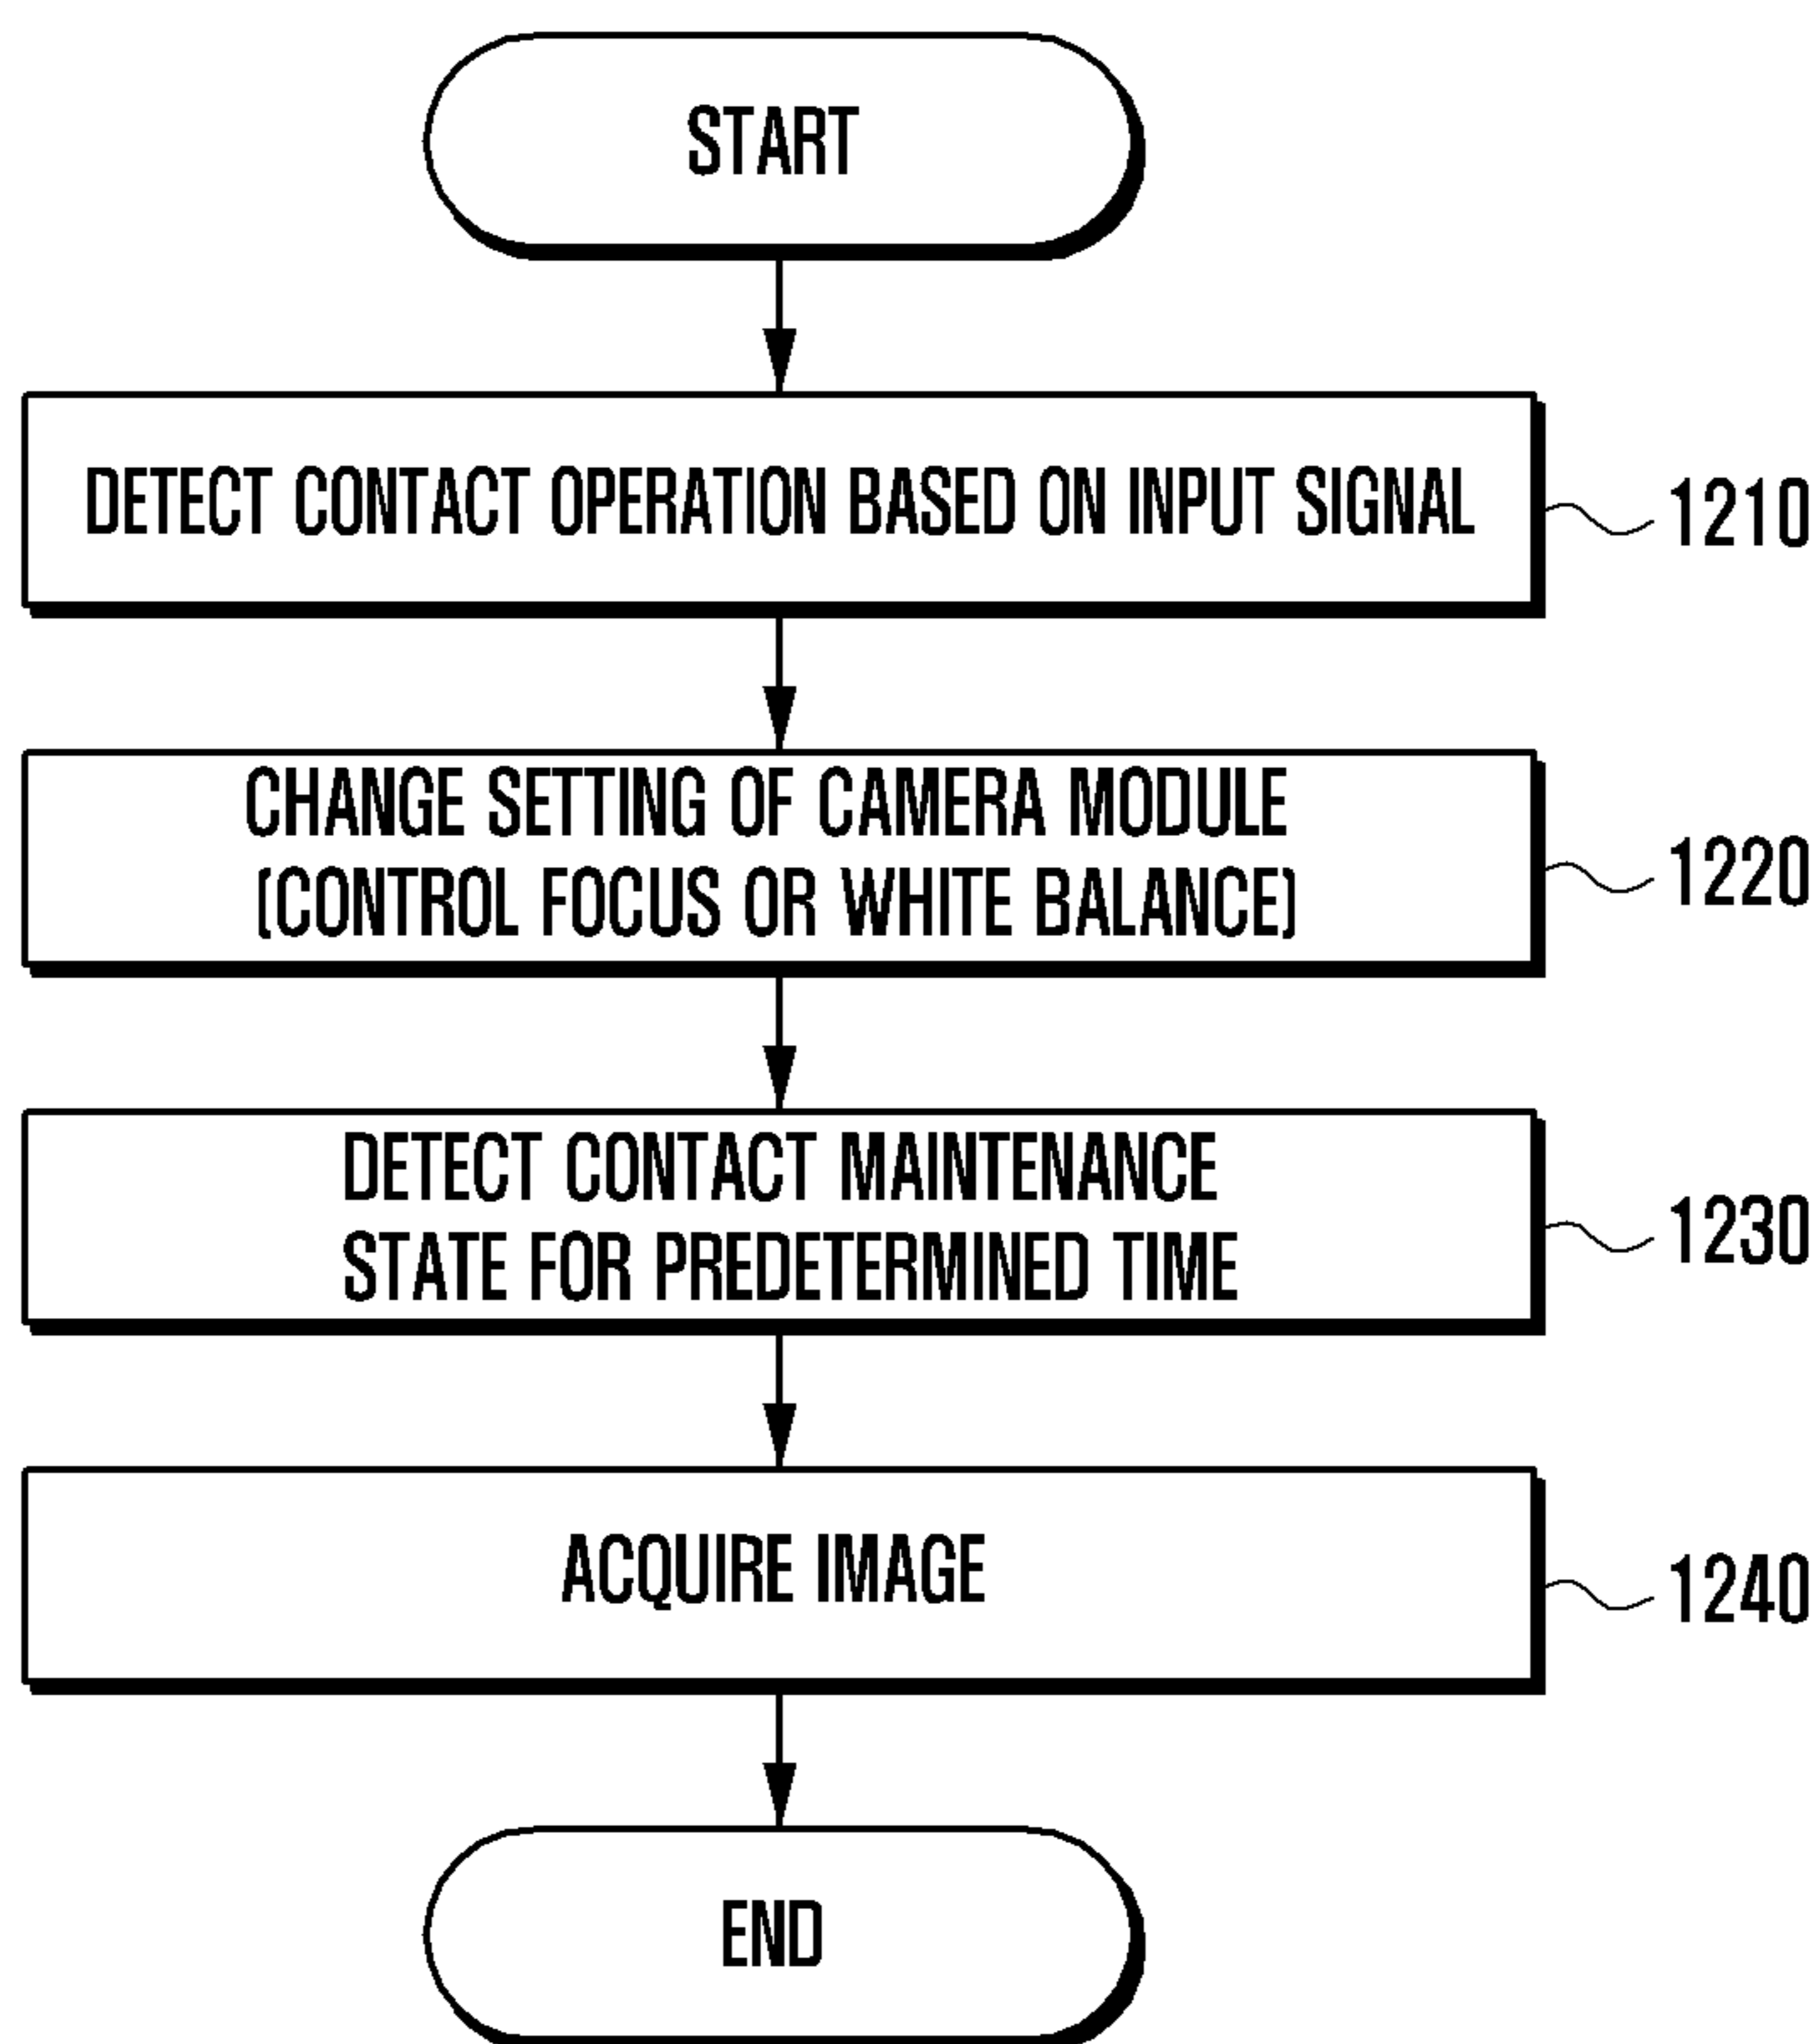 START
DETECT CONTACT OPERATION BASED ON INPUT SIGNAL
1210
CHANGE SETTING OF CAMERA MODULE
(CONTROL FOCUS OR WHITE BALANCE)
1220
DETECT CONTACT MAINTENANCE
STATE FOR PREDETERMINED TIME
1230
ACQUIRE IMAGE
1240
END